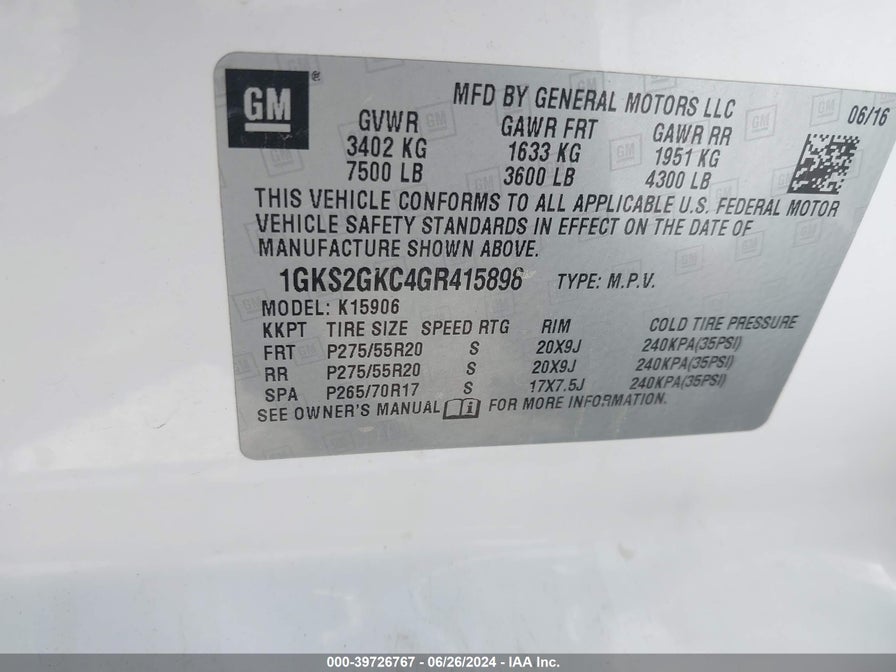 GM ®
MFD BY GENERAL MOTORS LLC
06/16
GVWR GAWR FRT GAWR RR
3402 KG 1633 KG 1951 KG
7500 LB 3600 LB 4300 LB
THIS VEHICLE CONFORMS TO ALL APPLICABLE U.S. FEDERAL MOTOR
VEHICLE SAFETY STANDARDS IN EFFECT ON THE DATE OF
MANUFACTURE SHOWN ABOVE.
1GKS2GKC4GR415898 TYPE: M.P.V.
MODEL: K15906
KKPT TIRE SIZE SPEED RTG RIM COLD TIRE PRESSURE
FRT P275/55R20 S 20X9J 240KPA(35PSI)
RR P275/55R20 S 20X9J 240KPA(35PSI)
SPA P265/70R17 S 17X7.5J 240KPA(35PSI)
SEE OWNER'S MANUAL FOR MORE INFORMATION.
000-39726767 - 06/26/2024 - IAA Inc.